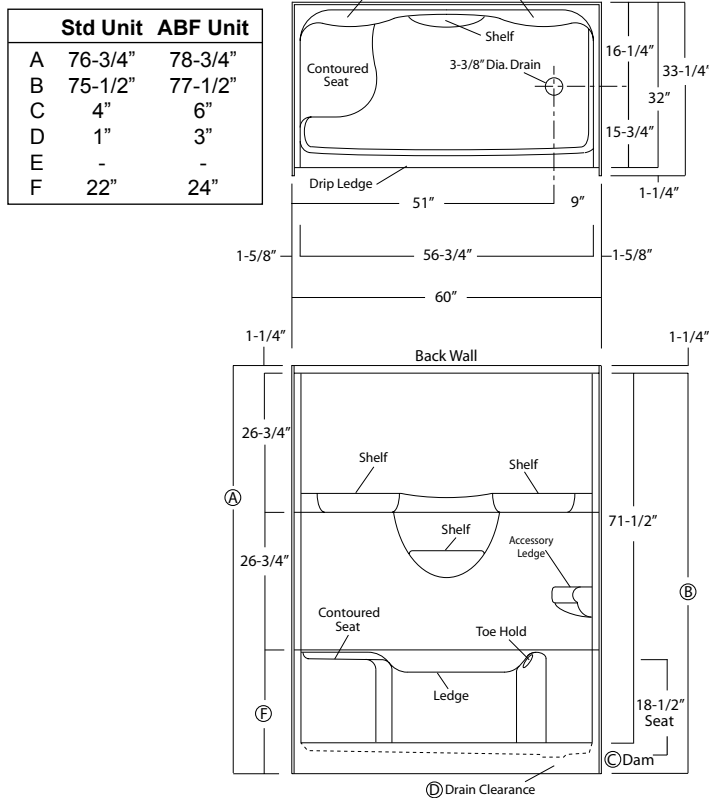 Std Unit ABF Unit
A 76-3/4” 78-3/4”
B 75-1/2” 77-1/2”
C 4” 6”
D 1” 3”
E - -
F 22” 24”
Shelf
Contoured
Seat
3-3/8” Dia. Drain
16-1/4”
33-1/4”
32”
15-3/4”
Drip Ledge
1-1/4”
51”
9”
1-5/8”
56-3/4”
1-5/8”
60”
1-1/4”
Back Wall
1-1/4”
26-3/4”
Shelf
Shelf
A
71-1/2”
Shelf
Accessory
Ledge
26-3/4”
B
Contoured
Seat
Toe Hold
Ledge
F
18-1/2”
Seat
C Dam
D Drain Clearance